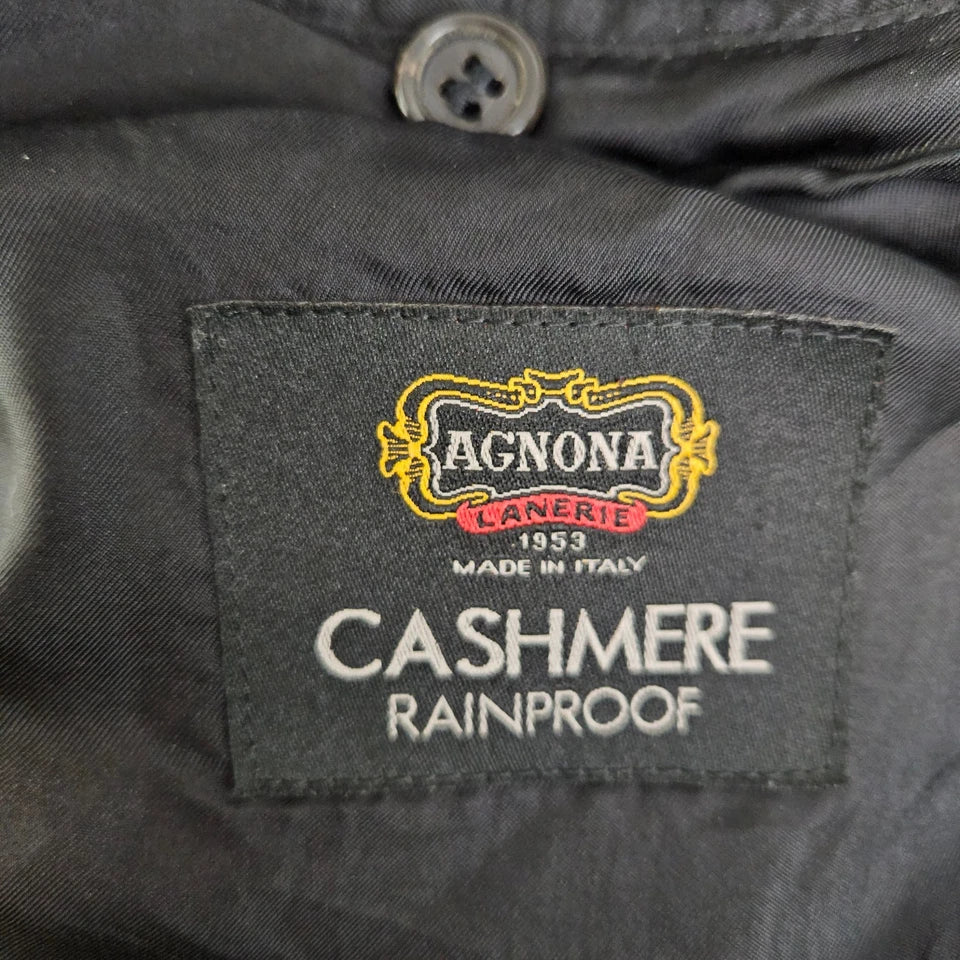 AGNONA
LANERIE
1953
MADE IN ITALY
CASHMERE
RAINPROOF